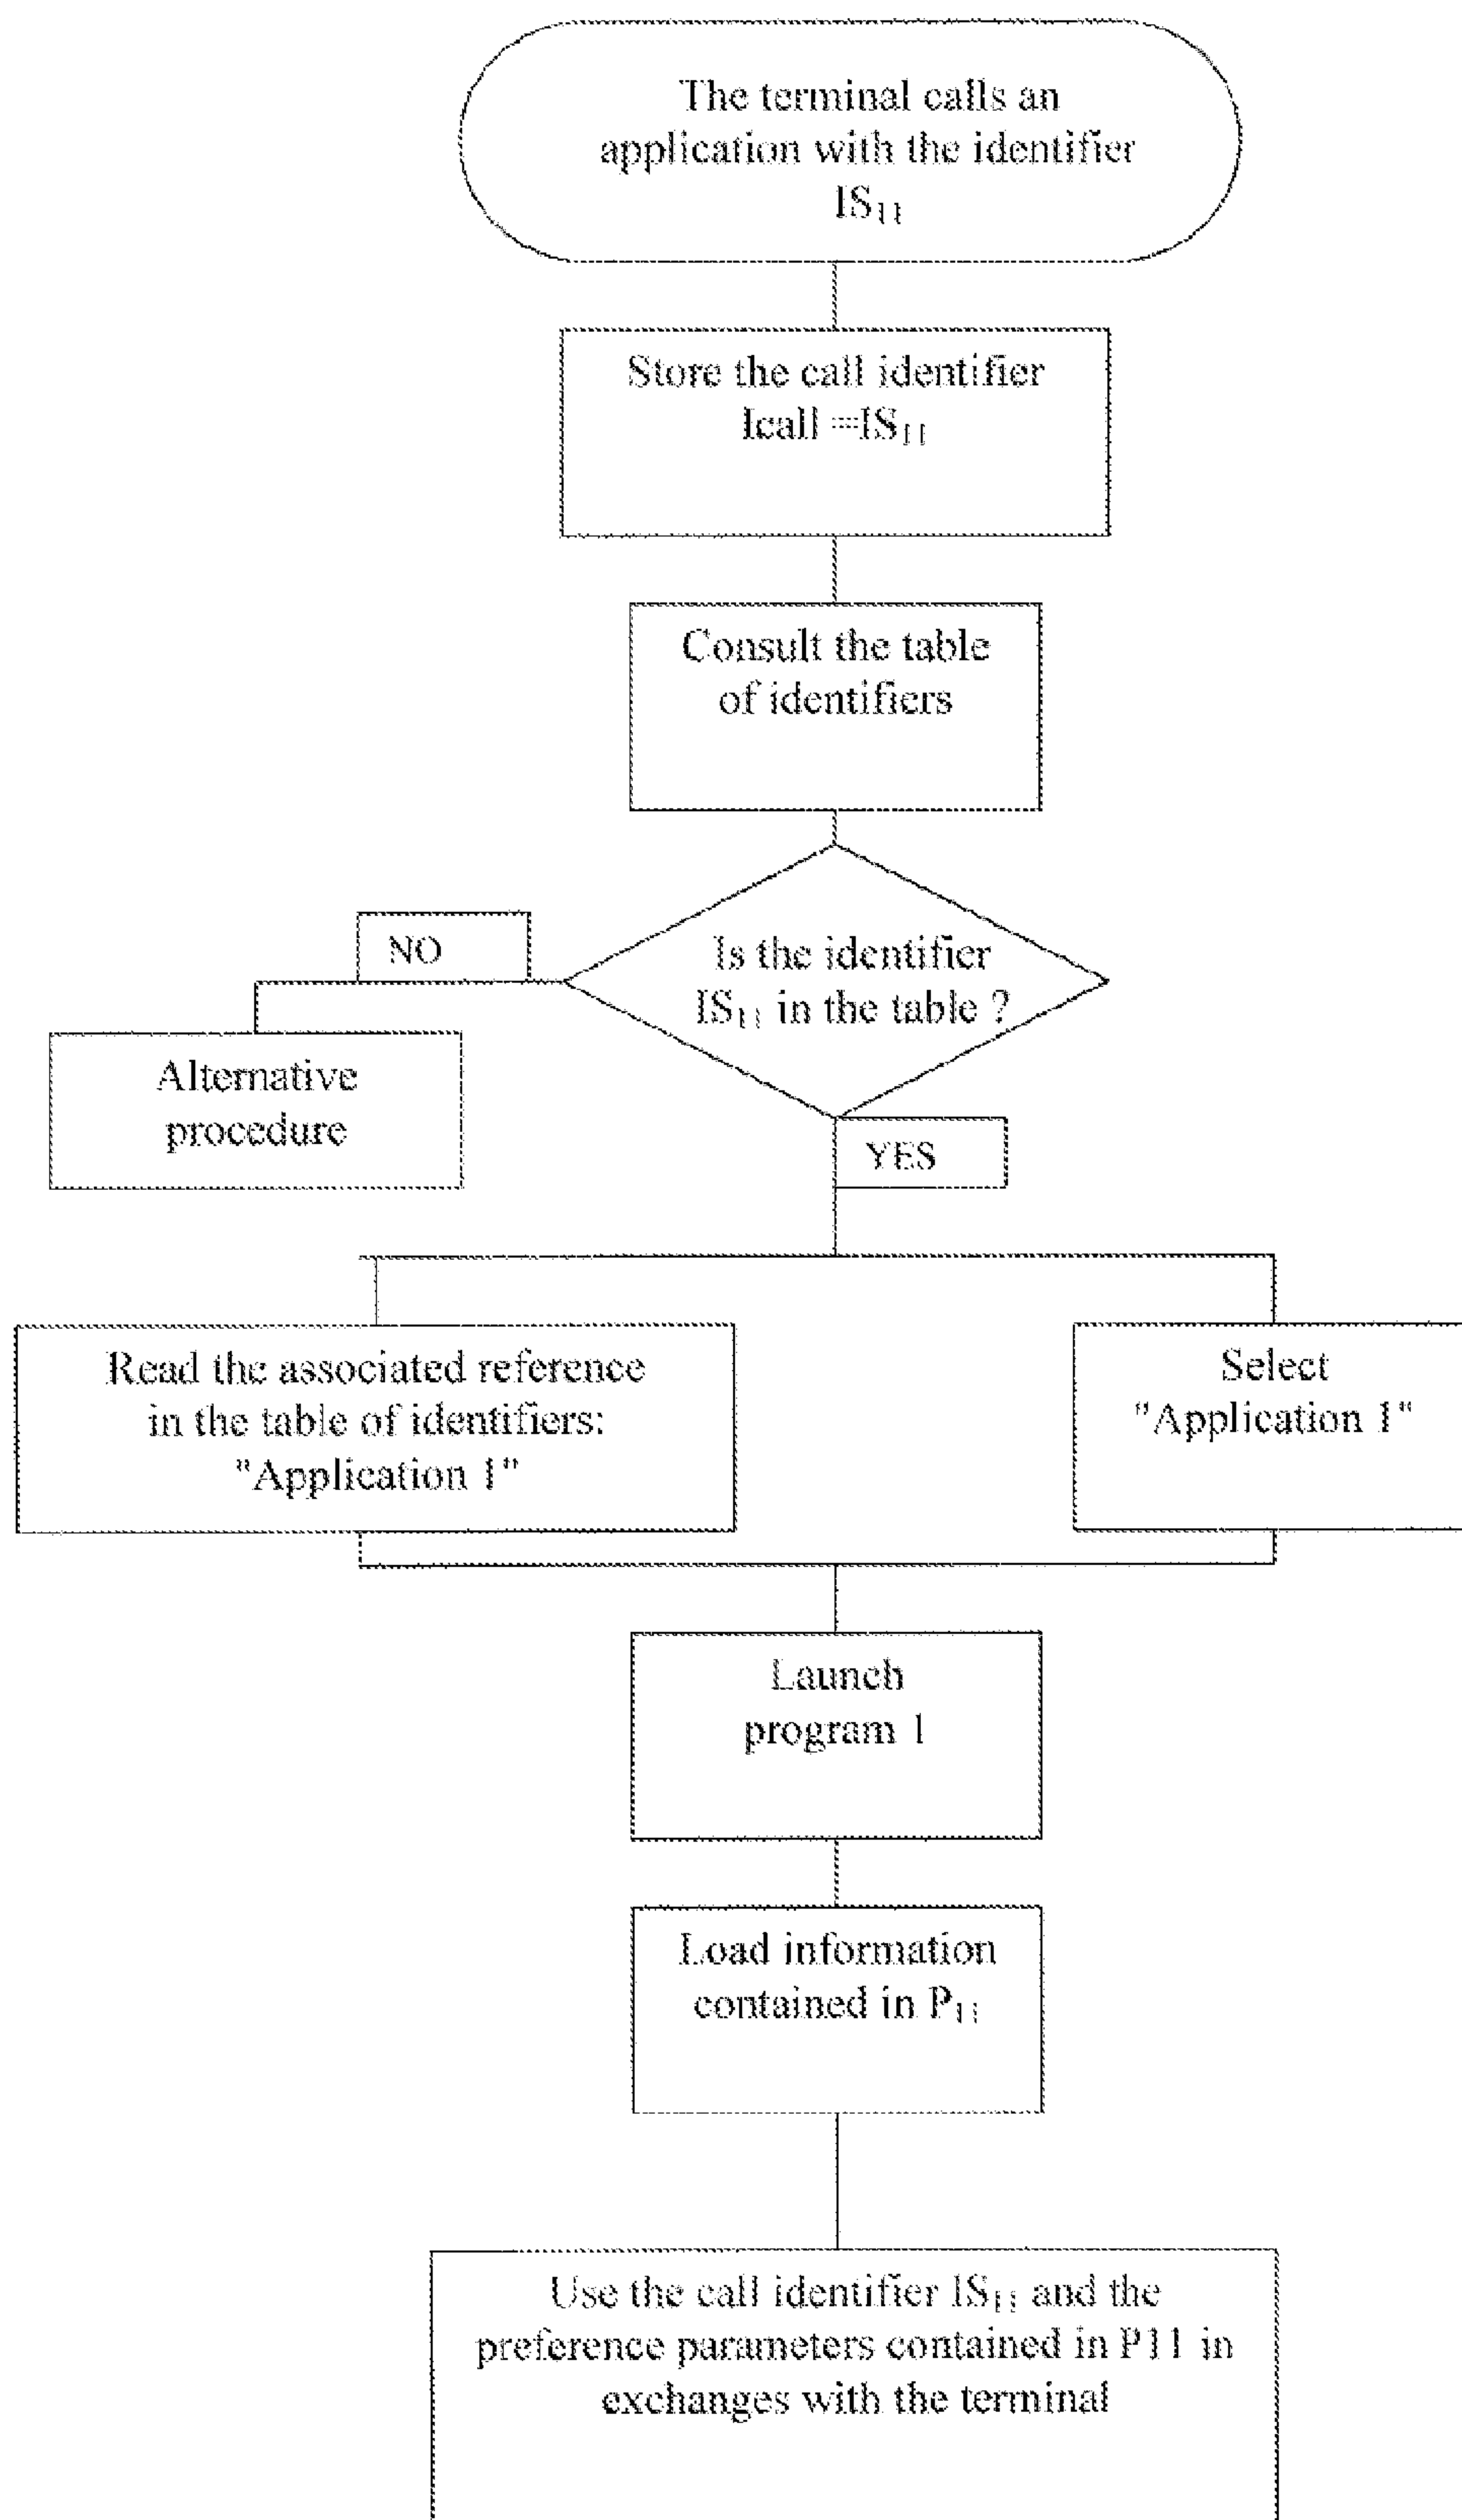 The terminal calls an
application with the identifier
IS₁₁
Store the call identifier
Icall =IS₁₁
Consult the table
of identifiers
Is the identifier
IS₁₁ in the table ?
NO
Alternative
procedure
YES
Read the associated reference
in the table of identifiers:
"Application 1"
Select
"Application 1"
Launch
program 1
Load information
contained in P₁₁
Use the call identifier IS₁₁ and the
preference parameters contained in P11 in
exchanges with the terminal